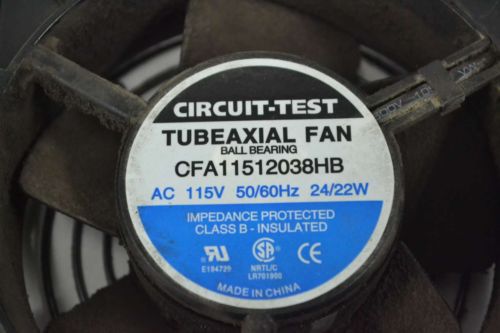 CIRCUIT-TEST
TUBEAXIAL FAN
BALL BEARING
CFA11512038HB
AC 115V 50/60Hz 24/22W
IMPEDANCE PROTECTED
CLASS B - INSULATED
E184729
NRTL/C
LR701900
MADE IN CHINA